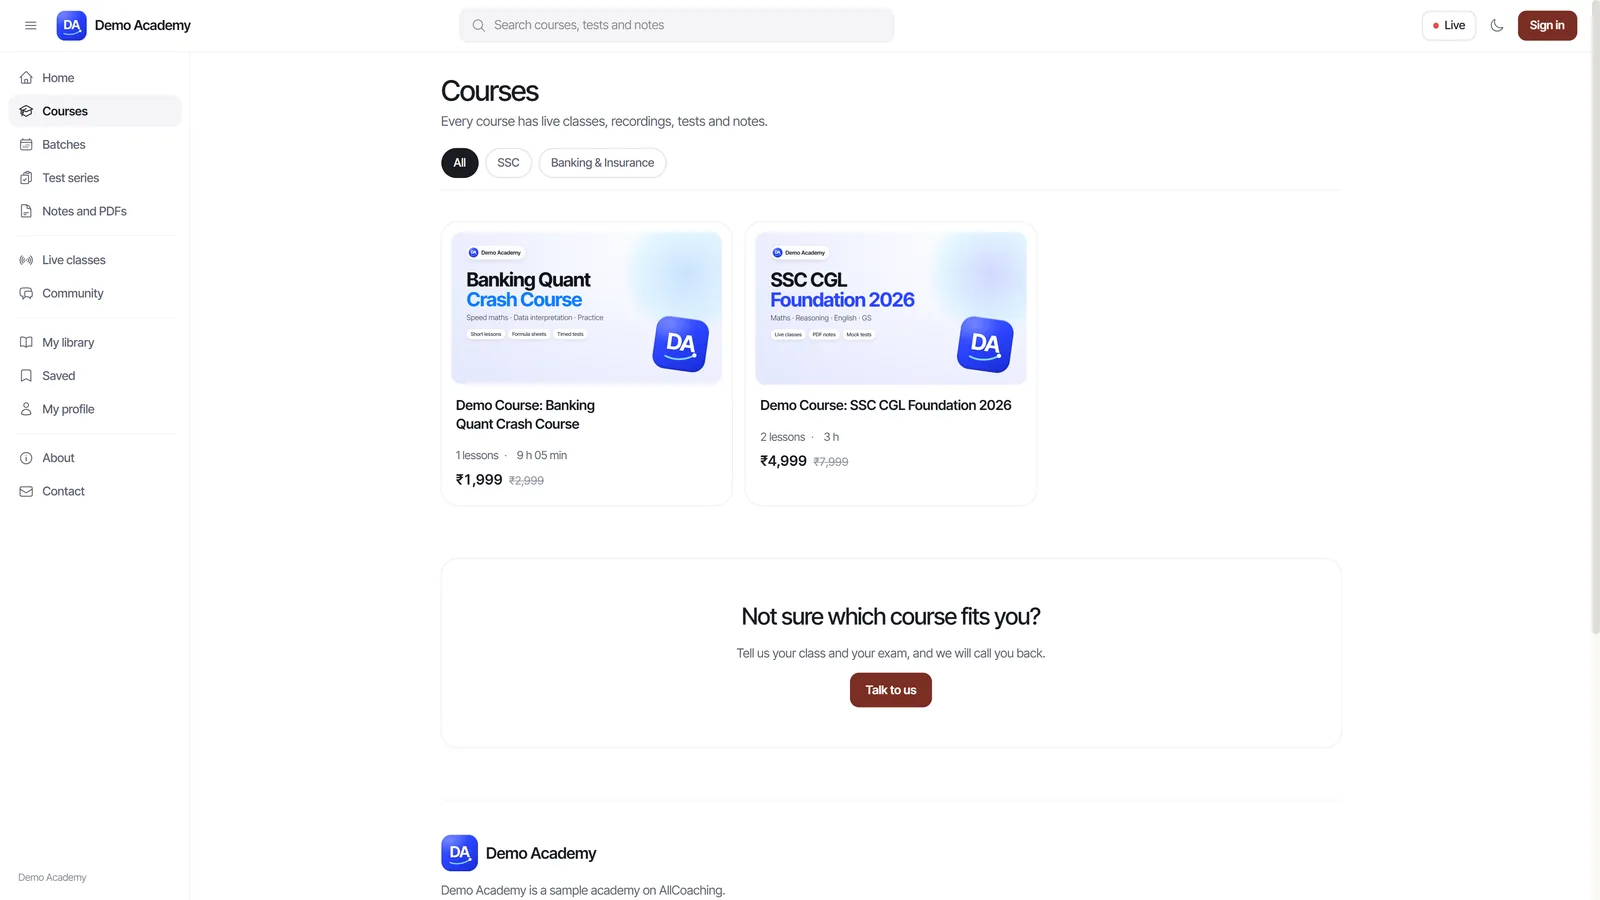 DA
Demo Academy
Search courses, tests and notes
Live
Sign in
Home
Courses
Batches
Test series
Notes and PDFs
Live classes
Community
My library
Saved
My profile
About
Contact
Demo Academy
Courses
Every course has live classes, recordings, tests and notes.
All
SSC
Banking & Insurance
DA Demo Academy
Banking Quant
Crash Course
Speed maths · Data interpretation · Practice
Short lessons
Formula sheets
Timed tests
DA
Demo Course: Banking
Quant Crash Course
1 lessons · 9 h 05 min
₹1,999 ₹2,999
DA Demo Academy
SSC CGL
Foundation 2026
Maths · Reasoning · English · GS
Live classes
PDF notes
Mock tests
DA
Demo Course: SSC CGL Foundation 2026
2 lessons · 3 h
₹4,999 ₹7,999
Not sure which course fits you?
Tell us your class and your exam, and we will call you back.
Talk to us
DA
Demo Academy
Demo Academy is a sample academy on AllCoaching.